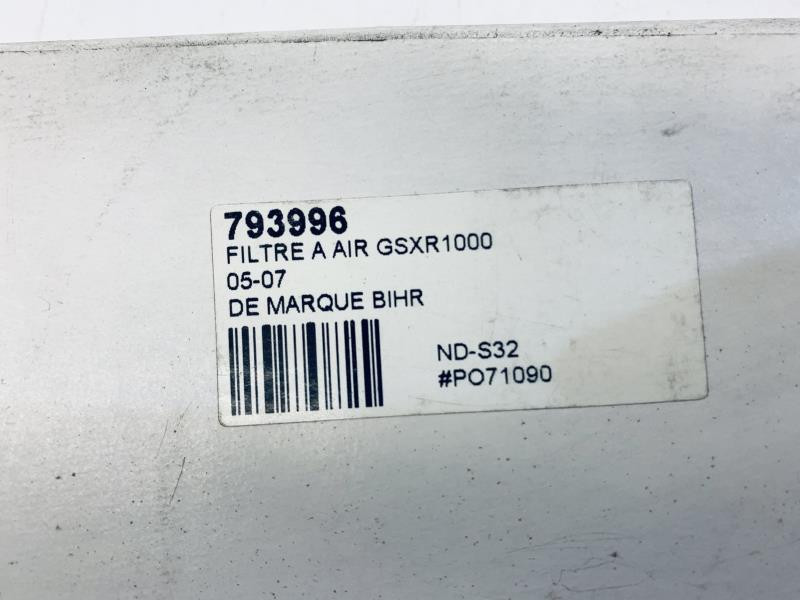 793996
FILTRE A AIR GSXR1000
05-07
DE MARQUE BIHR
ND-S32
#PO71090